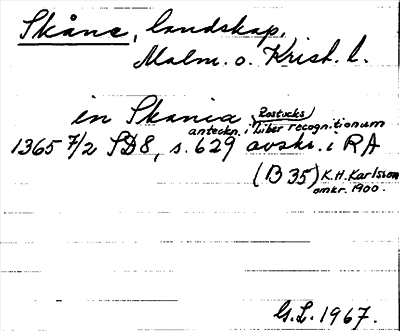 Skåne, landskap.
Malm. o. Krist. l.
in Skania (Rostocks)
anteckn. i Liber recognitionum
1365 7/2 SD8, s. 629 avskr. i RA
(B 35) K.H. Karlsson
omkr. 1900.
G.L. 1967.